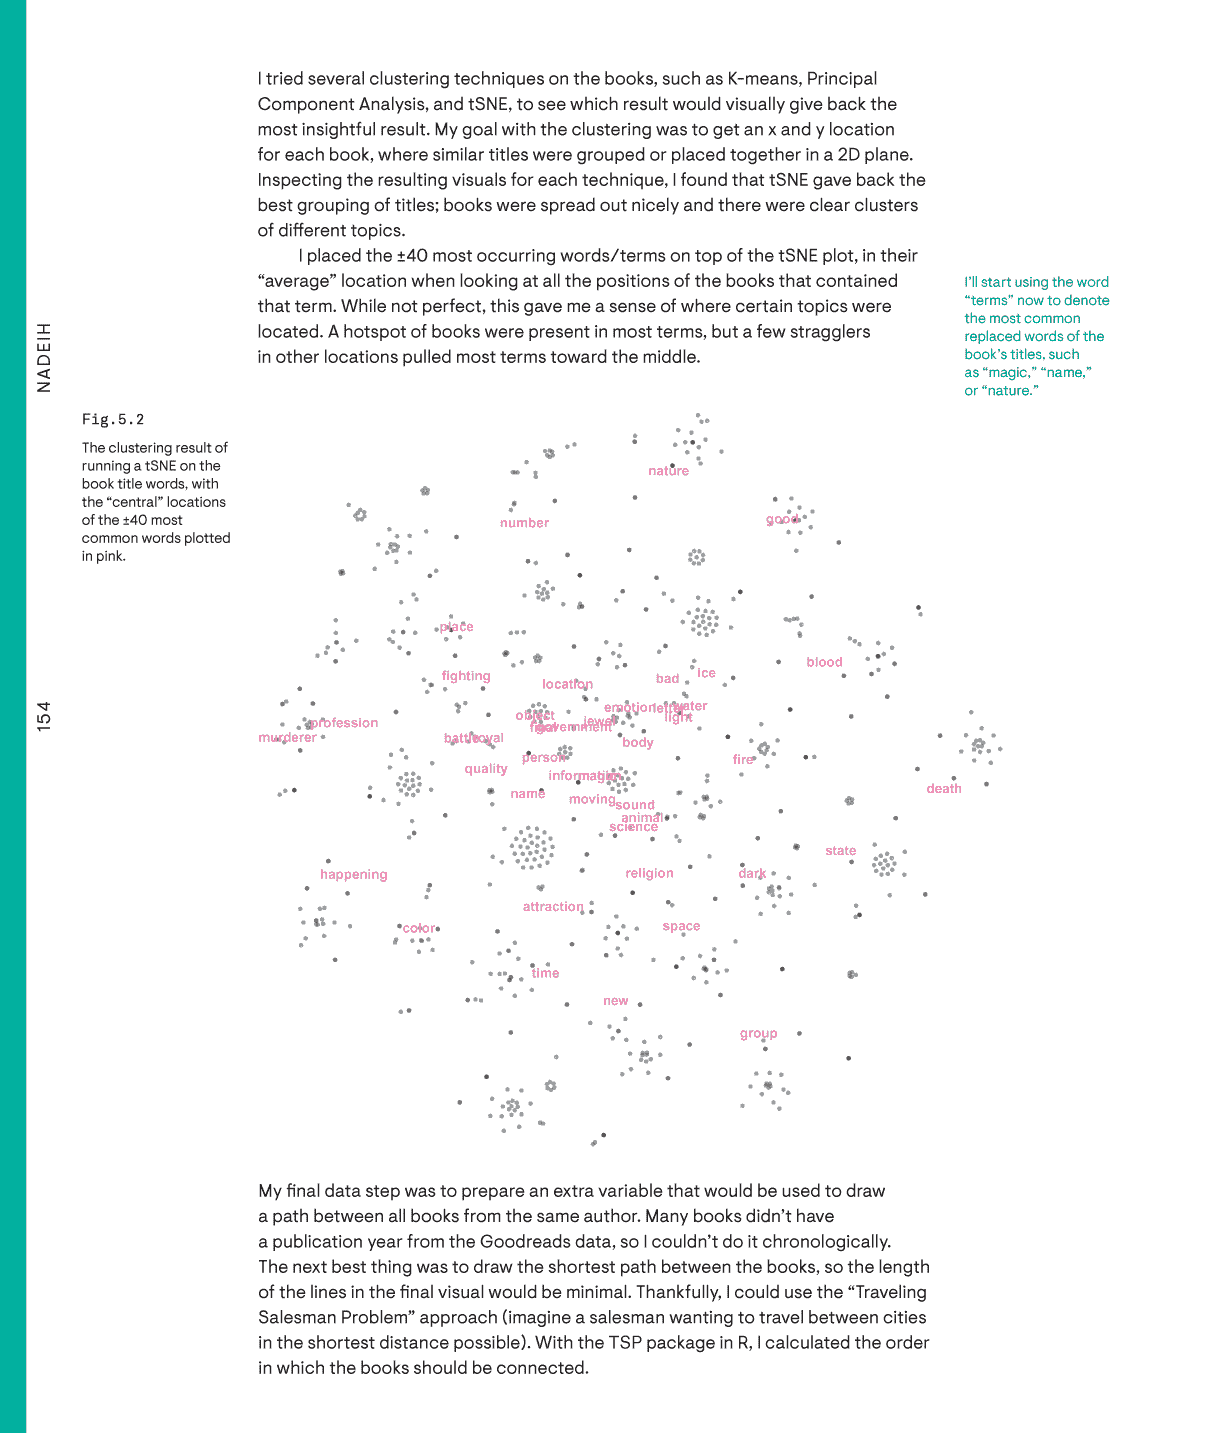 I tried several clustering techniques on the books, such as K-means, Principal
Component Analysis, and tSNE, to see which result would visually give back the
most insightful result. My goal with the clustering was to get an x and y location
for each book, where similar titles were grouped or placed together in a 2D plane.
Inspecting the resulting visuals for each technique, I found that tSNE gave back the
best grouping of titles; books were spread out nicely and there were clear clusters
of different topics.
I placed the ±40 most occurring words/terms on top of the tSNE plot, in their
“average” location when looking at all the positions of the books that contained
that term. While not perfect, this gave me a sense of where certain topics were
located. A hotspot of books were present in most terms, but a few stragglers
in other locations pulled most terms toward the middle.
I’ll start using the word
“terms” now to denote
the most common
replaced words of the
book’s titles, such
as “magic,” “name,”
or “nature.”
NADEIH
154
Fig.5.2
The clustering result of
running a tSNE on the
book title words, with
the “central” locations
of the ±40 most
common words plotted
in pink.
nature
number
good
place
blood
fighting
ice
bad
location
emotion
water
object
light
profession
government
murderer
royal
body
person
fire
quality
information
death
name
moving
sound
animal
science
state
happening
religion
dark
attraction
color
space
time
new
group
My final data step was to prepare an extra variable that would be used to draw
a path between all books from the same author. Many books didn’t have
a publication year from the Goodreads data, so I couldn’t do it chronologically.
The next best thing was to draw the shortest path between the books, so the length
of the lines in the final visual would be minimal. Thankfully, I could use the “Traveling
Salesman Problem” approach (imagine a salesman wanting to travel between cities
in the shortest distance possible). With the TSP package in R, I calculated the order
in which the books should be connected.